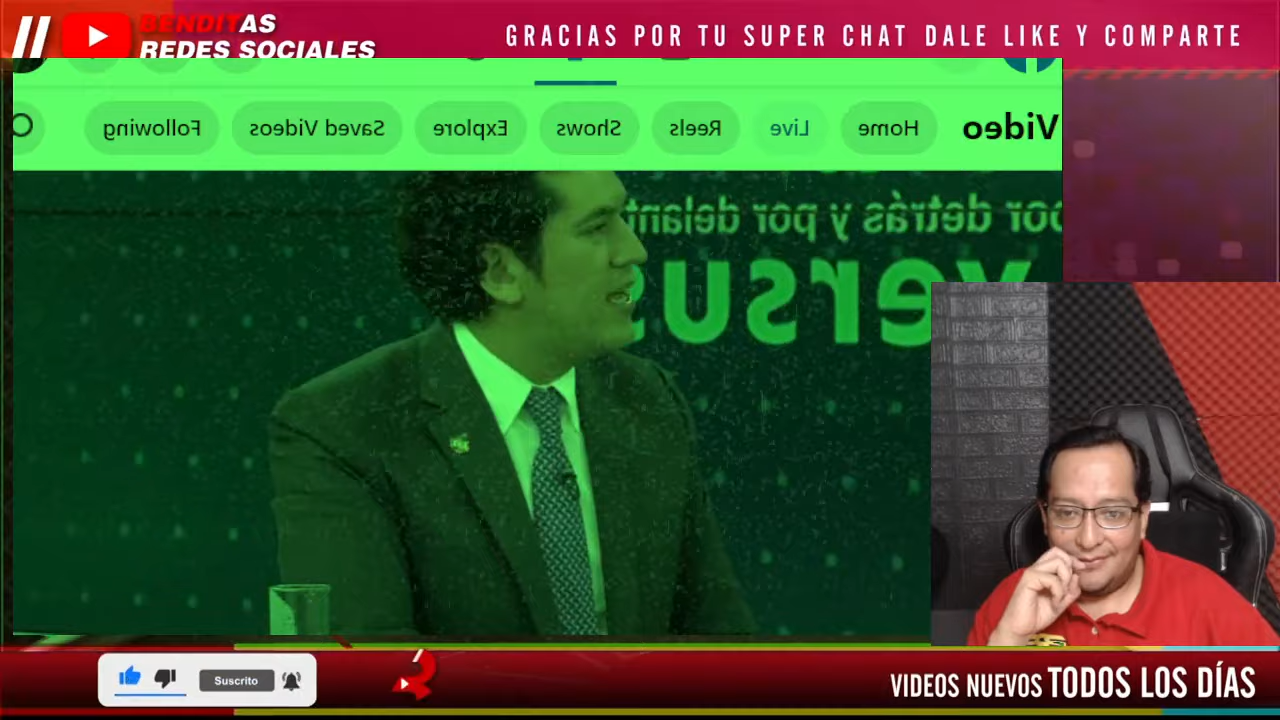 BENDITAS
REDES SOCIALES
GRACIAS POR TU SUPER CHAT DALE LIKE Y COMPARTE
Following
Saved Videos
Explore
Shows
Reels
Live
Home
Video
por detrás y por delant
versus
Suscrito
VIDEOS NUEVOS TODOS LOS DÍAS